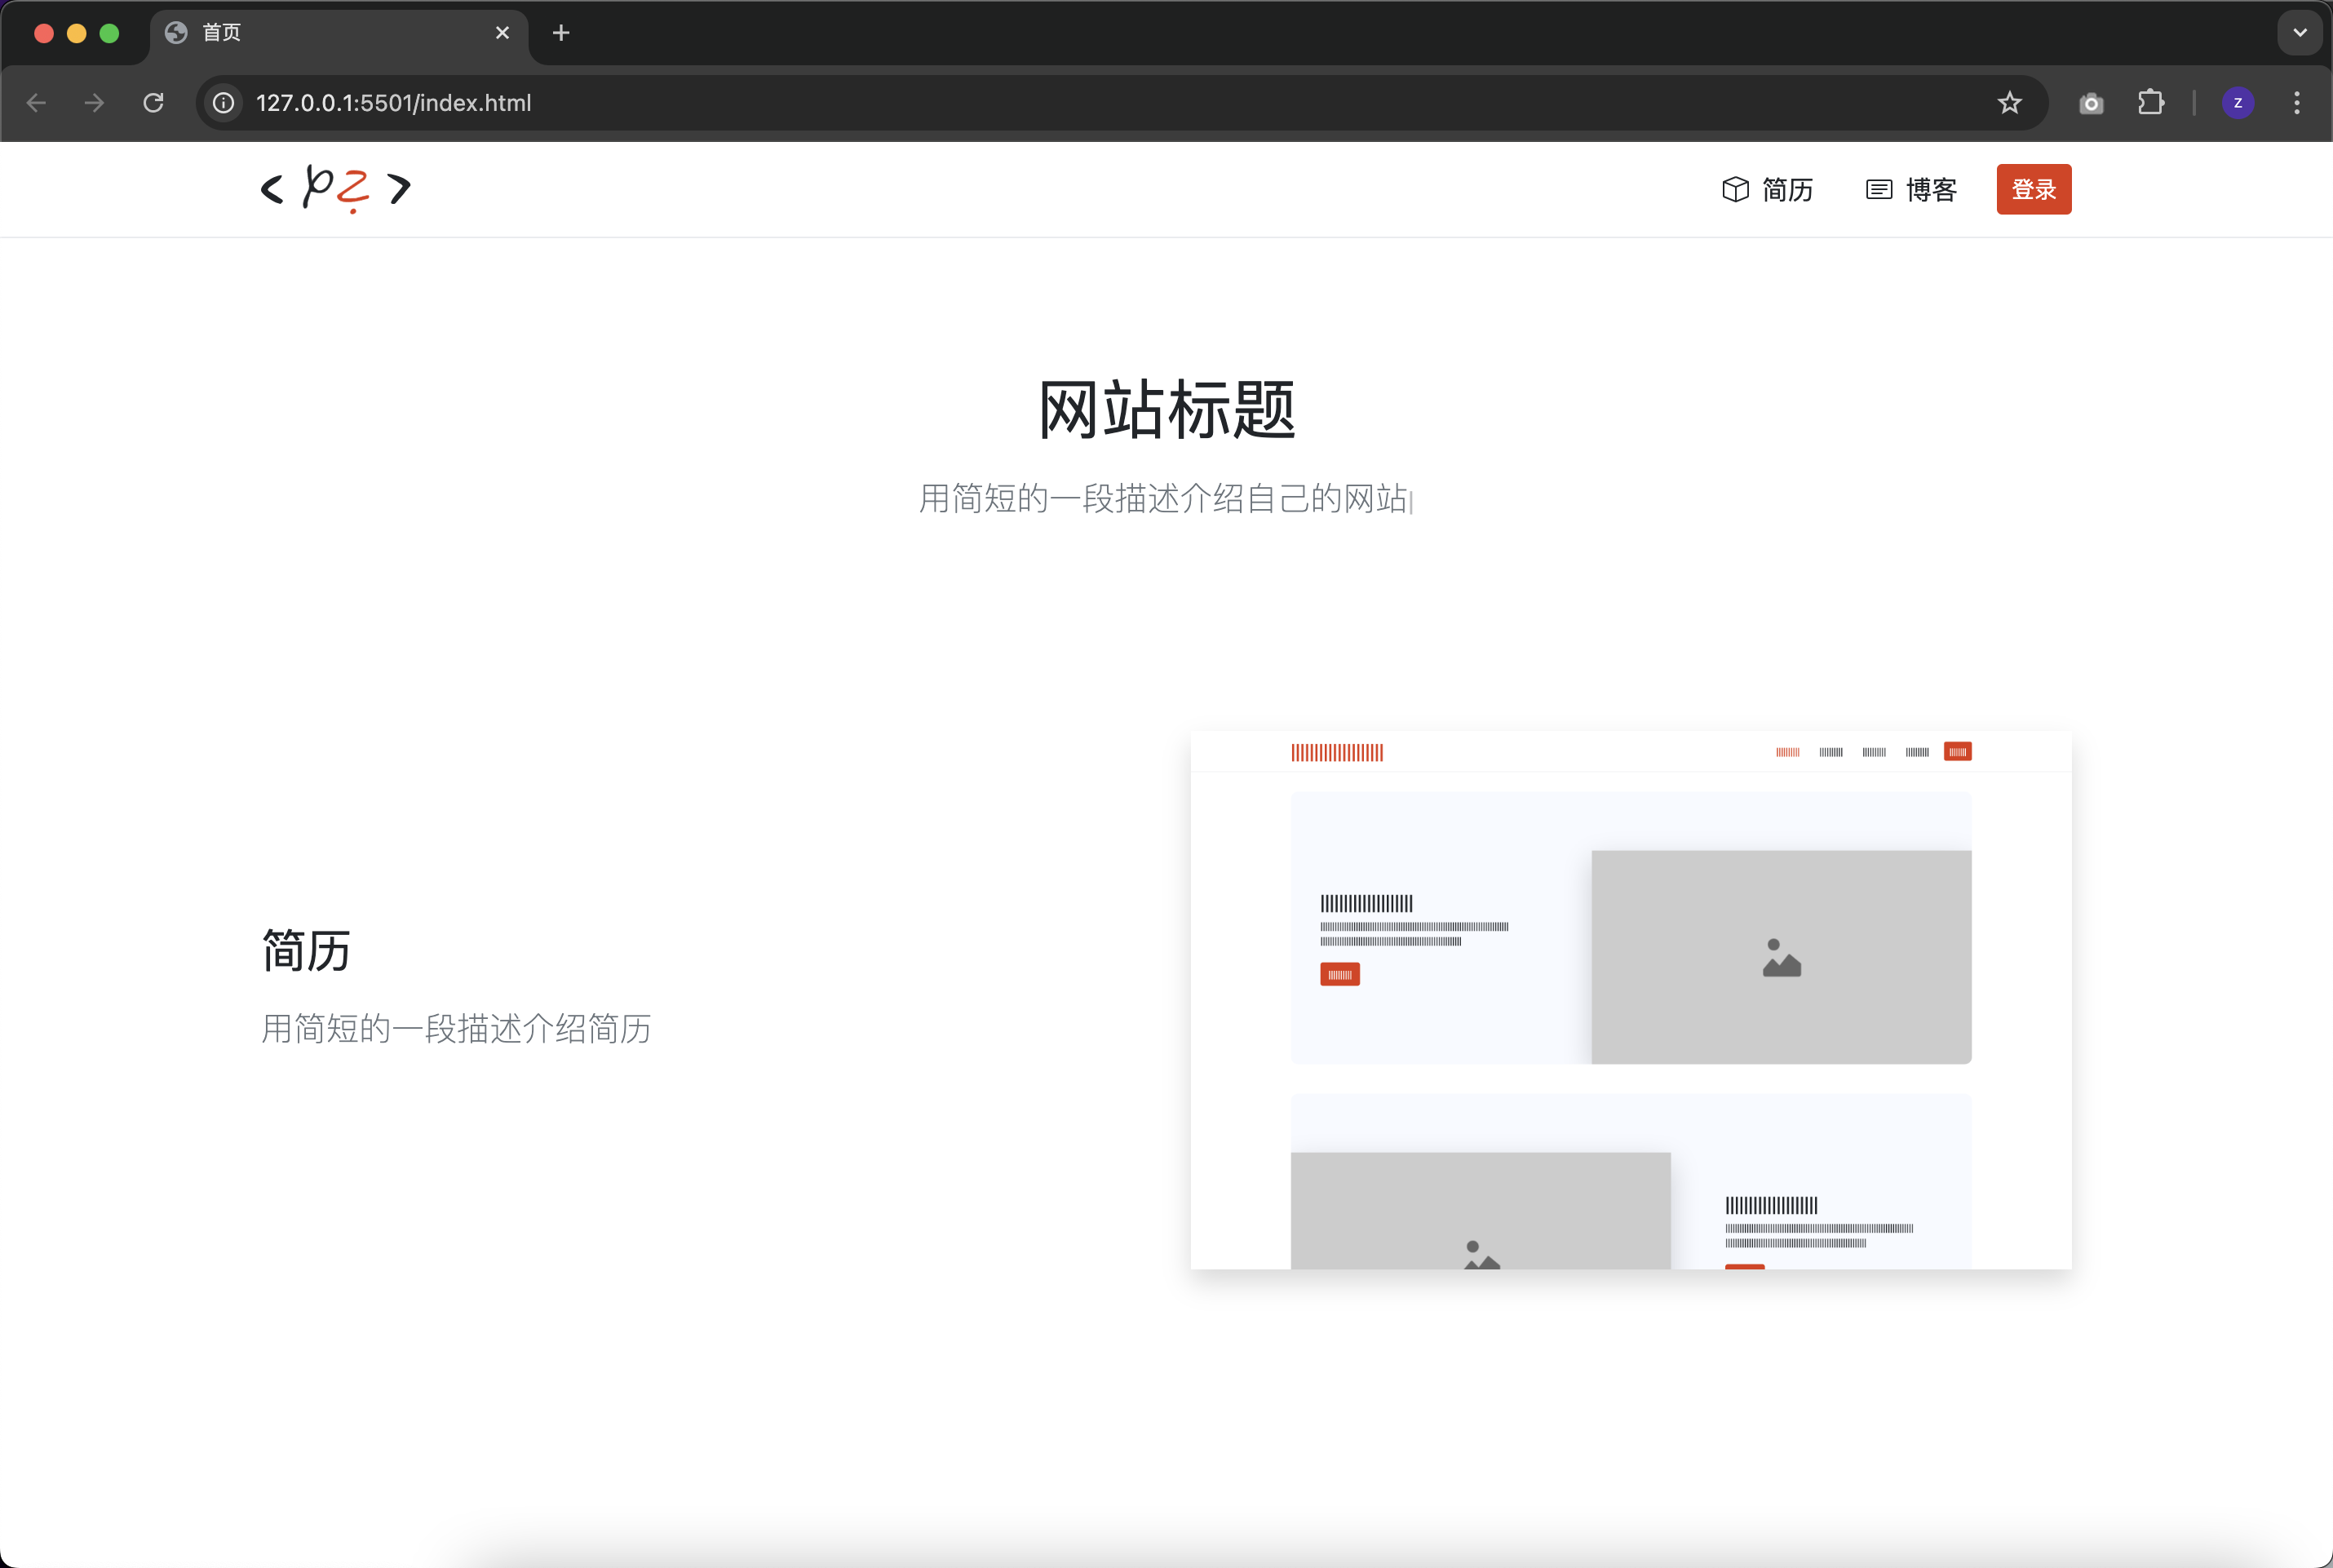 首页
127.0.0.1:5501/index.html
Z
< pz. >
简历
博客
登录
网站标题
用简短的一段描述介绍自己的网站|
简历
用简短的一段描述介绍简历